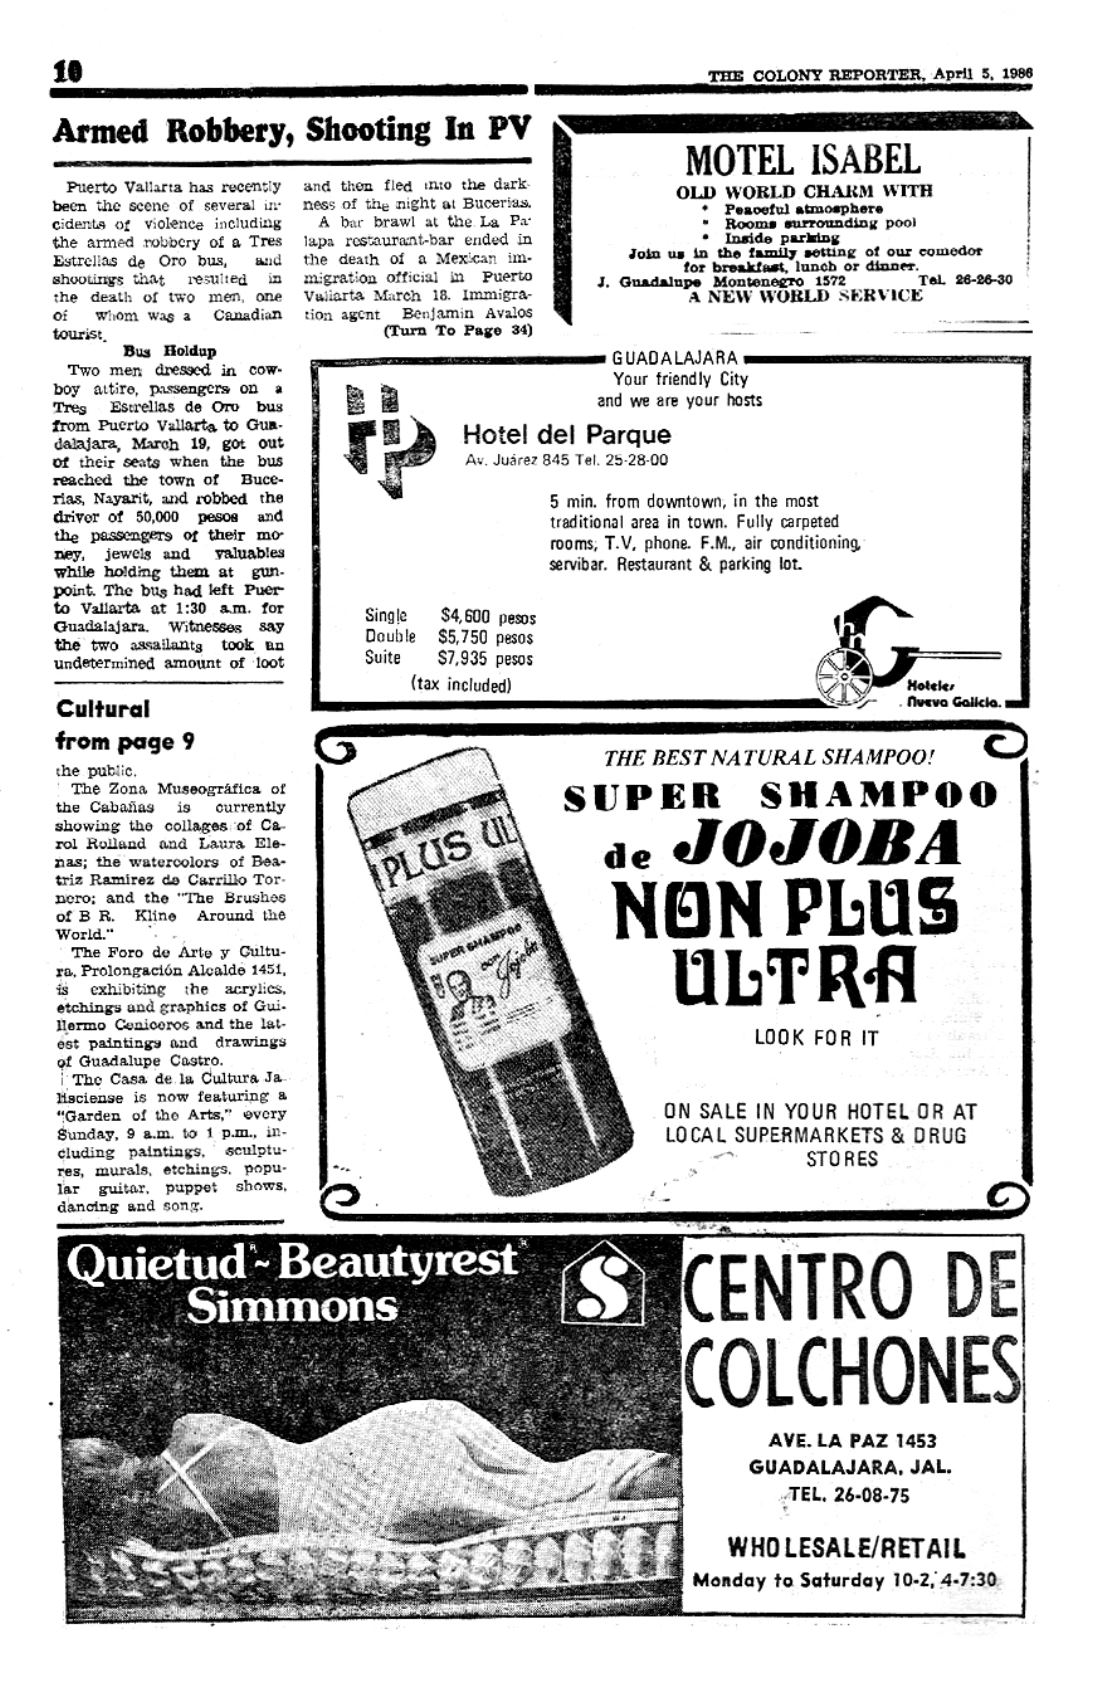 10
THE COLONY REPORTER, April 5, 1986
Armed Robbery, Shooting In PV
Puerto Vallarta has recently
been the scene of several in-
cidents of violence including
the armed robbery of a Tres
Estrellas de Oro bus, and
shootings that resulted in
the death of two men, one
of whom was a Canadian
tourist.
Bus Holdup
Two men dressed in cow-
boy attire, passengers on a
Tres Estrellas de Oro bus
from Puerto Vallarta to Gua-
dalajara, March 19, got out
of their seats when the bus
reached the town of Buce-
rias, Nayarit, and robbed the
driver of 50,000 pesos and
the passengers of their mo-
ney, jewels and valuables
while holding them at gun-
point. The bus had left Puer-
to Vallarta at 1:30 a.m. for
Guadalajara. Witnesses say
the two assailants took an
undetermined amount of loot
and then fled into the dark-
ness of the night at Bucerias.
A bar brawl at the La Pa-
lapa restaurant-bar ended in
the death of a Mexican im-
migration official in Puerto
Vallarta March 18. Immigra-
tion agent Benjamin Avalos
(Turn To Page 34)
Cultural
from page 9
the public.
The Zona Museográfica of
the Cabañas is currently
showing the collages of Ca-
rol Rolland and Laura Ele-
nas; the watercolors of Bea-
triz Ramirez de Carrillo Tor-
nero; and the "The Brushes
of B R. Kline Around the
World."
The Foro de Arte y Cultu-
ra, Prolongación Alcalde 1451,
is exhibiting the acrylics,
etchings and graphics of Gui-
llermo Ceniceros and the lat-
est paintings and drawings
of Guadalupe Castro.
The Casa de la Cultura Ja-
lisciense is now featuring a
"Garden of the Arts," every
Sunday, 9 a.m. to 1 p.m., in-
cluding paintings, sculptu-
res, murals, etchings, popu-
lar guitar, puppet shows,
dancing and song.
MOTEL ISABEL
OLD WORLD CHARM WITH
* Peaceful atmosphere
* Rooms surrounding pool
* Inside parking
Join us in the family setting of our comedor
for breakfast, lunch or dinner.
J. Guadalupe Montenegro 1572 Tel. 26-26-30
A NEW WORLD SERVICE
GUADALAJARA
Your friendly City
and we are your hosts
Hotel del Parque
Av. Juárez 845 Tel. 25-28-00
5 min. from downtown, in the most
traditional area in town. Fully carpeted
rooms; T.V, phone. F.M., air conditioning,
servibar. Restaurant & parking lot.
Single $4,600 pesos
Double $5,750 pesos
Suite $7,935 pesos
(tax included)
Hoteles
Nueva Galicia.
THE BEST NATURAL SHAMPOO!
SUPER SHAMPOO
de JOJOBA
NON PLUS
ULTRA
LOOK FOR IT
ON SALE IN YOUR HOTEL OR AT
LOCAL SUPERMARKETS & DRUG
STORES
N PLUS UL
SUPER SHAMPOO
con Jojoba
Quietud® ~ Beautyrest®
Simmons
S
CENTRO DE
COLCHONES
AVE. LA PAZ 1453
GUADALAJARA, JAL.
TEL. 26-08-75
WHOLESALE/RETAIL
Monday to Saturday 10-2, 4-7:30